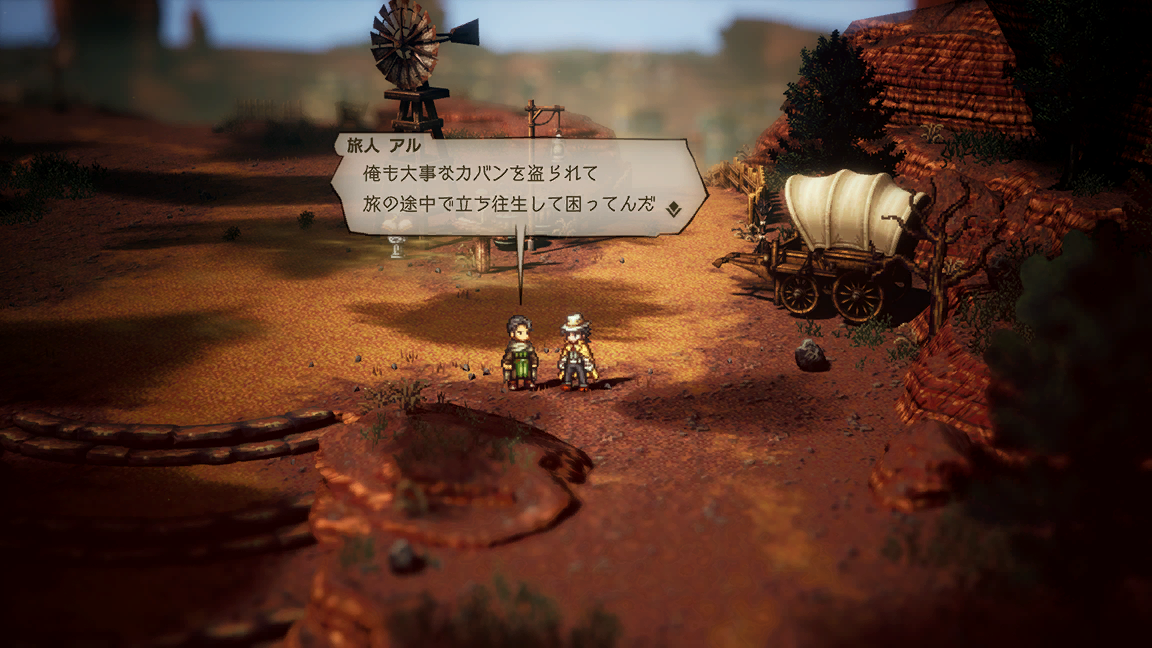 旅人 アル
俺も大事なカバンを盗られて
旅の途中で立ち往生して困ってんだ